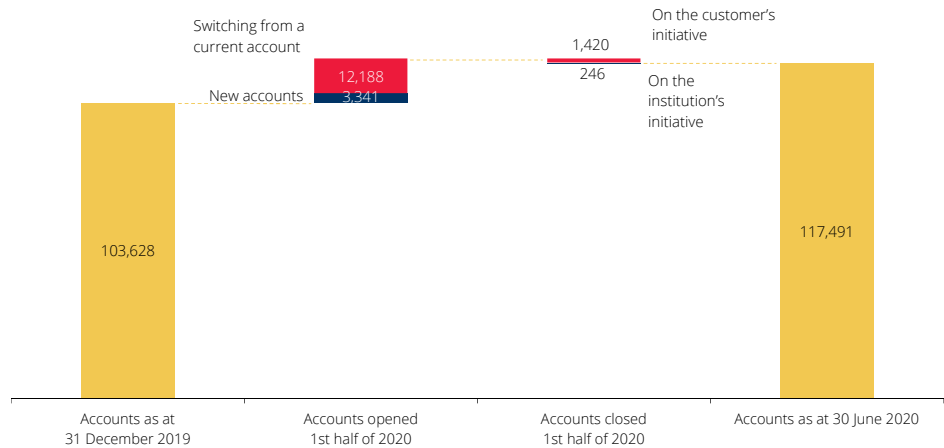 Switching from a
current account
New accounts
12,188
3,341
1,420
246
On the customer’s
initiative
On the
institution’s
initiative
103,628
117,491
Accounts as at
31 December 2019
Accounts opened
1st half of 2020
Accounts closed
1st half of 2020
Accounts as at 30 June 2020